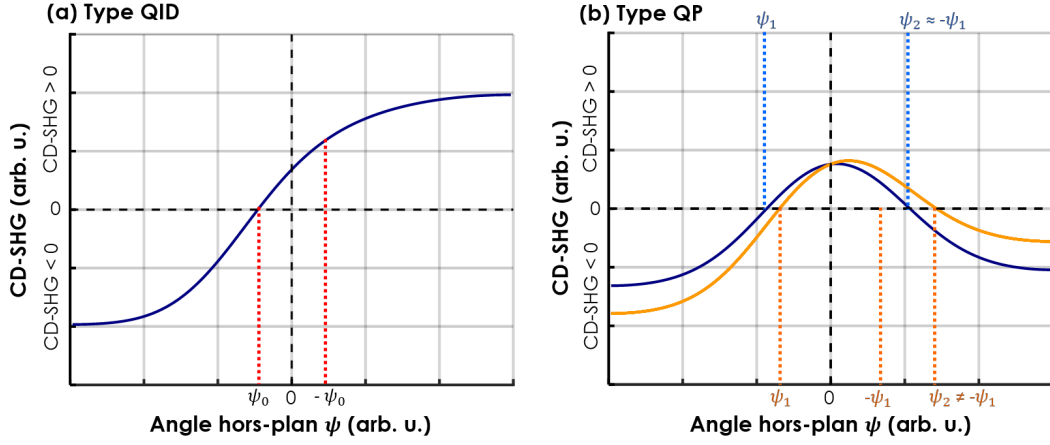 (a) Type QID
CD-SHG (arb. u.)
CD-SHG < 0
0
CD-SHG > 0
ψ₀
0
- ψ₀
Angle hors-plan ψ (arb. u.)
(b) Type QP
ψ₁
ψ₂ ≈ -ψ₁
CD-SHG (arb. u.)
CD-SHG < 0
0
CD-SHG > 0
ψ₁
0
-ψ₁
ψ₂ ≠ -ψ₁
Angle hors-plan ψ (arb. u.)